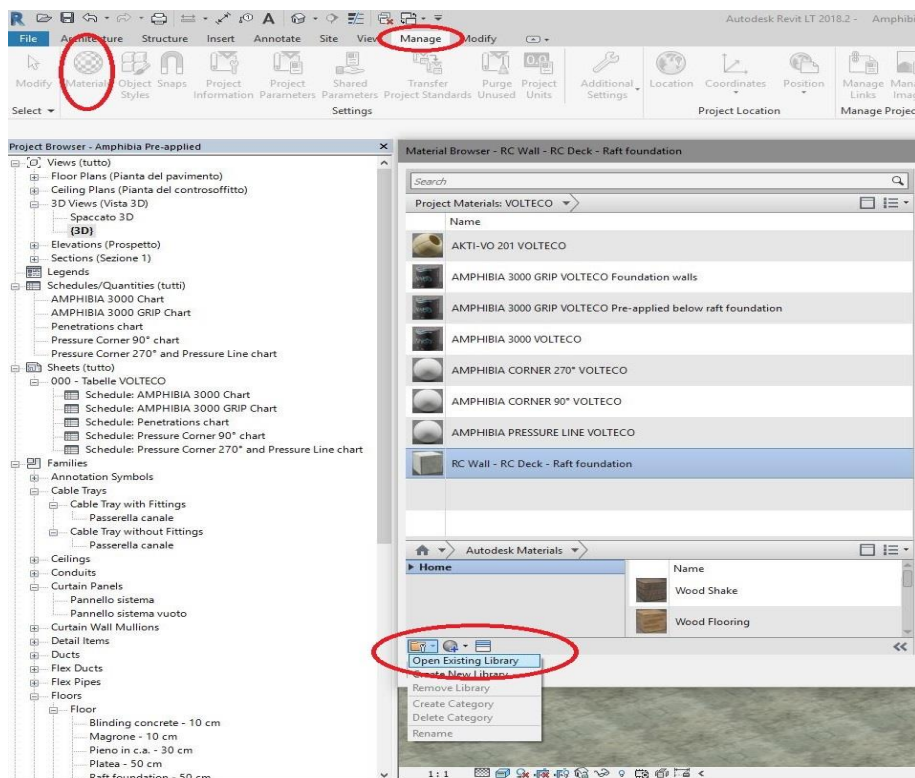 Autodesk Revit LT 2018.2 - Amphibi
File Architecture Structure Insert Annotate Site View Manage Modify
Modify Materials Object Styles Snaps Project Information Project Parameters Shared Parameters Transfer Project Standards Purge Unused Project Units Additional Settings Location Coordinates Position Manage Links
Select Settings Project Location Manage Projec
Project Browser - Amphibia Pre-applied
Views (tutto)
Floor Plans (Pianta del pavimento)
Ceiling Plans (Pianta del controsoffitto)
3D Views (Vista 3D)
Spaccato 3D
{3D}
Elevations (Prospetto)
Sections (Sezione 1)
Legends
Schedules/Quantities (tutti)
AMPHIBIA 3000 Chart
AMPHIBIA 3000 GRIP Chart
Penetrations chart
Pressure Corner 90° chart
Pressure Corner 270° and Pressure Line chart
Sheets (tutto)
000 - Tabelle VOLTECO
Schedule: AMPHIBIA 3000 Chart
Schedule: AMPHIBIA 3000 GRIP Chart
Schedule: Penetrations chart
Schedule: Pressure Corner 90° chart
Schedule: Pressure Corner 270° and Pressure Line chart
Families
Annotation Symbols
Cable Trays
Cable Tray with Fittings
Passerella canale
Cable Tray without Fittings
Passerella canale
Ceilings
Conduits
Curtain Panels
Pannello sistema
Pannello sistema vuoto
Curtain Wall Mullions
Detail Items
Ducts
Flex Ducts
Flex Pipes
Floors
Floor
Blinding concrete - 10 cm
Magrone - 10 cm
Pieno in c.a. - 30 cm
Platea - 50 cm
Raft foundation - 50 cm
Material Browser - RC Wall - RC Deck - Raft foundation
Search
Project Materials: VOLTECO
Name
AKTI-VO 201 VOLTECO
AMPHIBIA 3000 GRIP VOLTECO Foundation walls
AMPHIBIA 3000 GRIP VOLTECO Pre-applied below raft foundation
AMPHIBIA 3000 VOLTECO
AMPHIBIA CORNER 270° VOLTECO
AMPHIBIA CORNER 90° VOLTECO
AMPHIBIA PRESSURE LINE VOLTECO
RC Wall - RC Deck - Raft foundation
Autodesk Materials
Home
Name
Wood Shake
Wood Flooring
Open Existing Library
Create New Library
Remove Library
Create Category
Delete Category
Rename
1 : 1